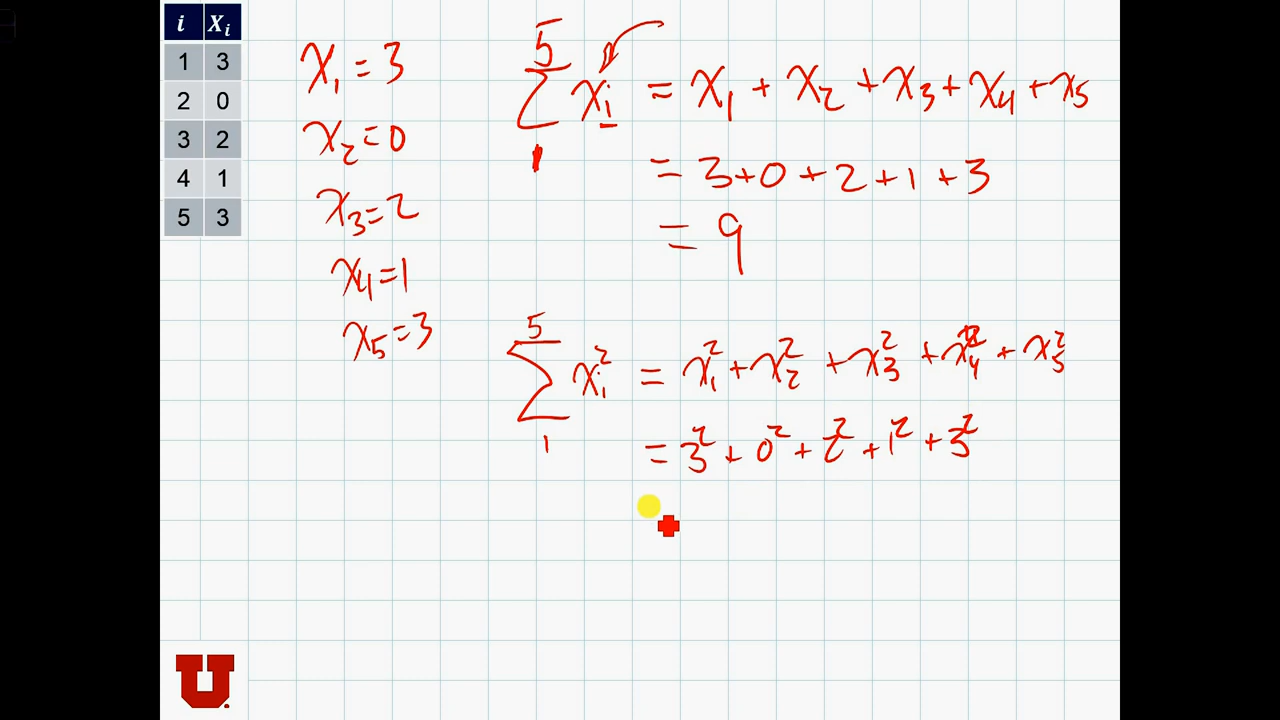 i Xᵢ
1 3
2 0
3 2
4 1
5 3
x₁ = 3
x₂ = 0
x₃ = 2
x₄ = 1
x₅ = 3
5
∑ xᵢ = x₁ + x₂ + x₃ + x₄ + x₅
1
= 3 + 0 + 2 + 1 + 3
= 9
5
∑ xᵢ² = x₁² + x₂² + x₃² + x₄² + x₅²
1
= 3² + 0² + 2² + 1² + 3²
U